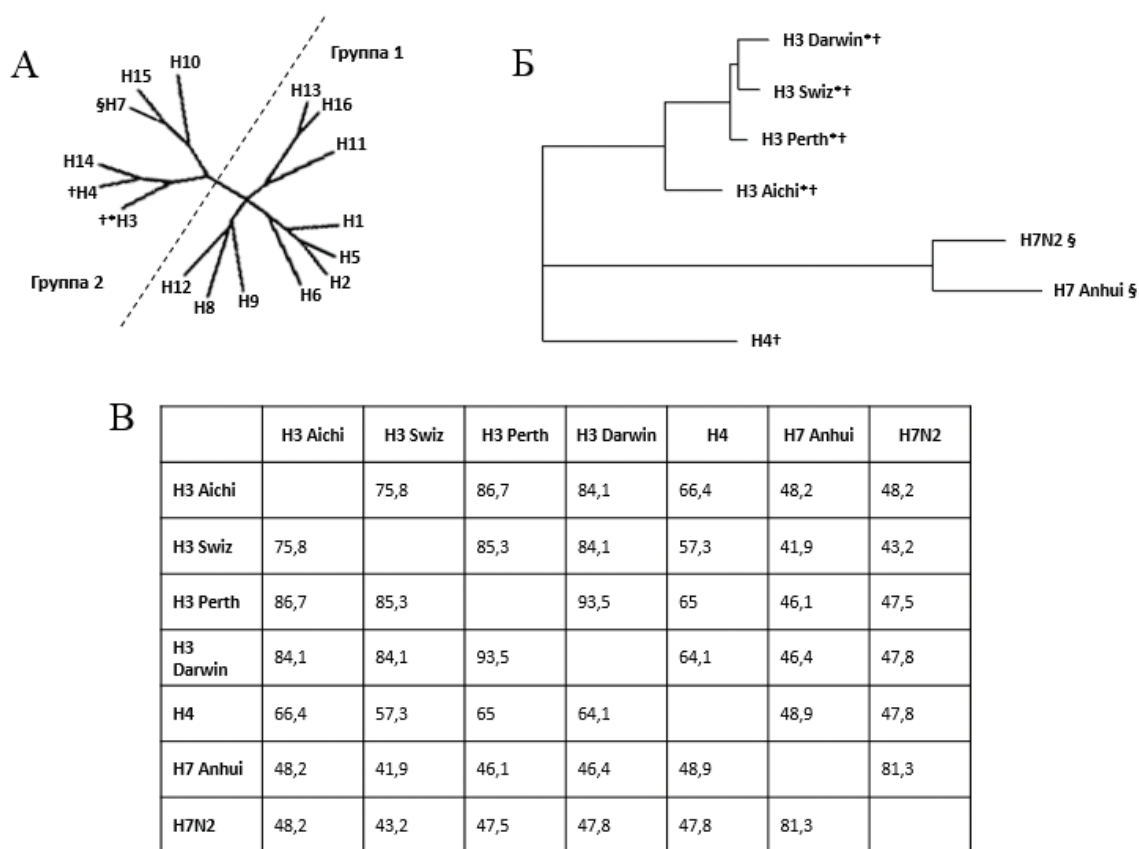 А
Группа 1
H10
H15
§H7
H13
H16
H11
H14
†H4
†*H3
H1
H5
H2
H6
H9
H8
H12
Группа 2
Б
H3 Darwin*†
H3 Swiz*†
H3 Perth*†
H3 Aichi*†
H7N2 §
H7 Anhui §
H4†
В
H3 Aichi H3 Swiz H3 Perth H3 Darwin H4 H7 Anhui H7N2
H3 Aichi 75,8 86,7 84,1 66,4 48,2 48,2
H3 Swiz 75,8 85,3 84,1 57,3 41,9 43,2
H3 Perth 86,7 85,3 93,5 65 46,1 47,5
H3
Darwin 84,1 84,1 93,5 64,1 46,4 47,8
H4 66,4 57,3 65 64,1 48,9 47,8
H7 Anhui 48,2 41,9 46,1 46,4 48,9 81,3
H7N2 48,2 43,2 47,5 47,8 47,8 81,3